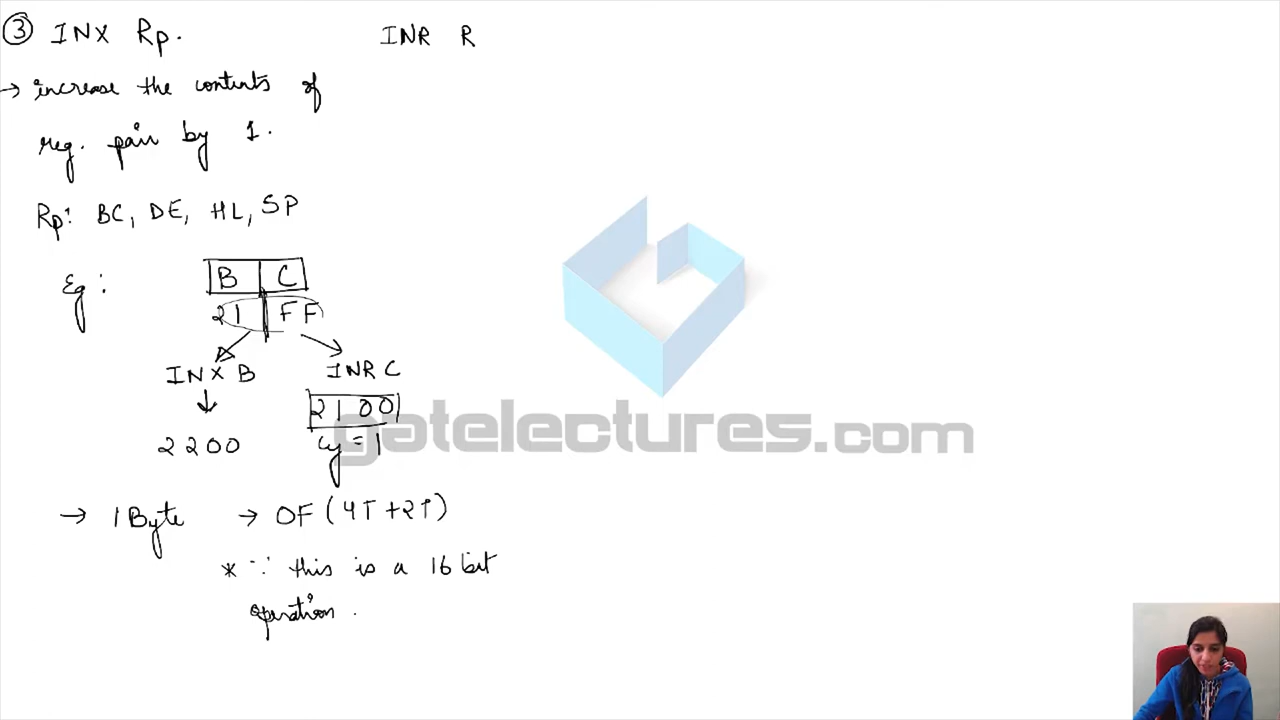 ③ INX Rp.
INR R
→ increase the contents of
reg. pair by 1.
Rp: BC, DE, HL, SP
Eg :
B C
21 FF
INX B
INR C
↓
2100
2200
cy = 1
gatelectures.com
→ 1 Byte → OF (4T + 2T)
* ∵ this is a 16 bit
operation.